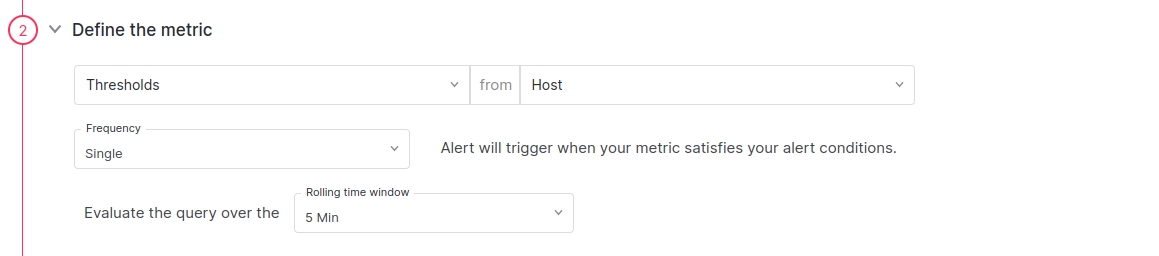 2 Define the metric
Thresholds from Host
Frequency
Single
Alert will trigger when your metric satisfies your alert conditions.
Rolling time window
Evaluate the query over the 5 Min